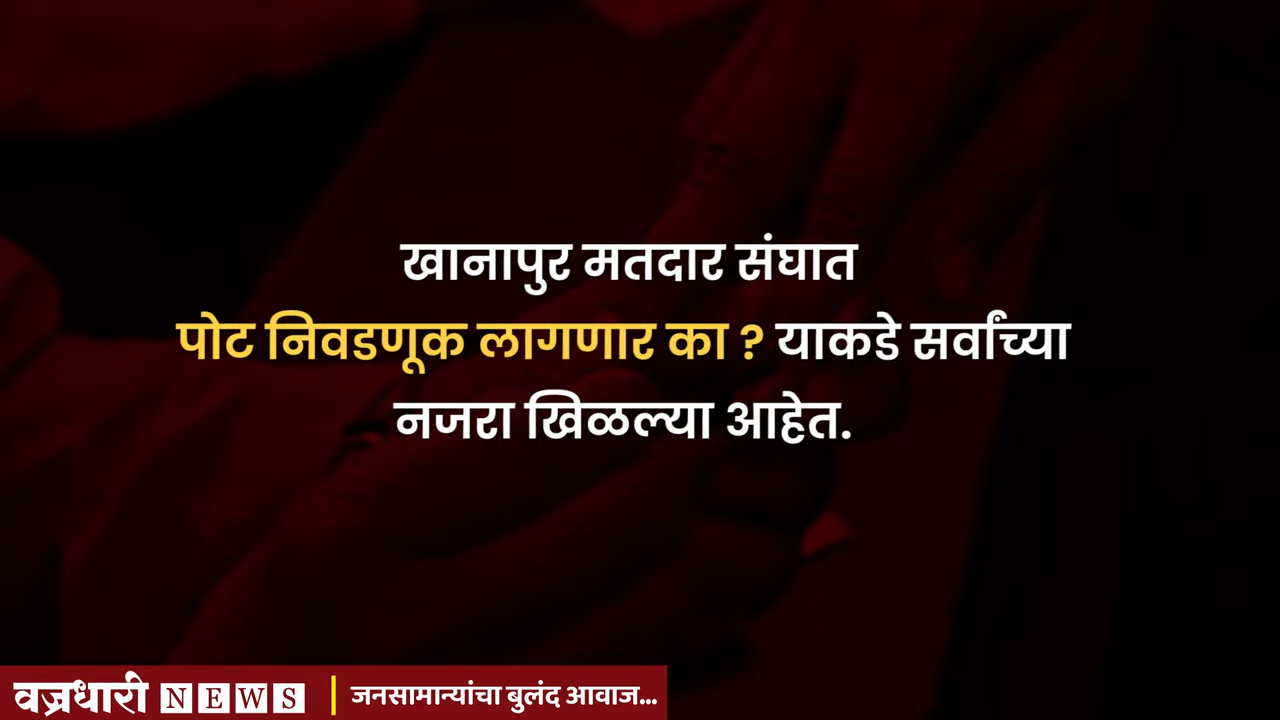 खानापुर मतदार संघात
पोट निवडणूक लागणार का ? याकडे सर्वांच्या
नजरा खिळल्या आहेत.
वज्रधारी NEWS | जनसामान्यांचा बुलंद आवाज...